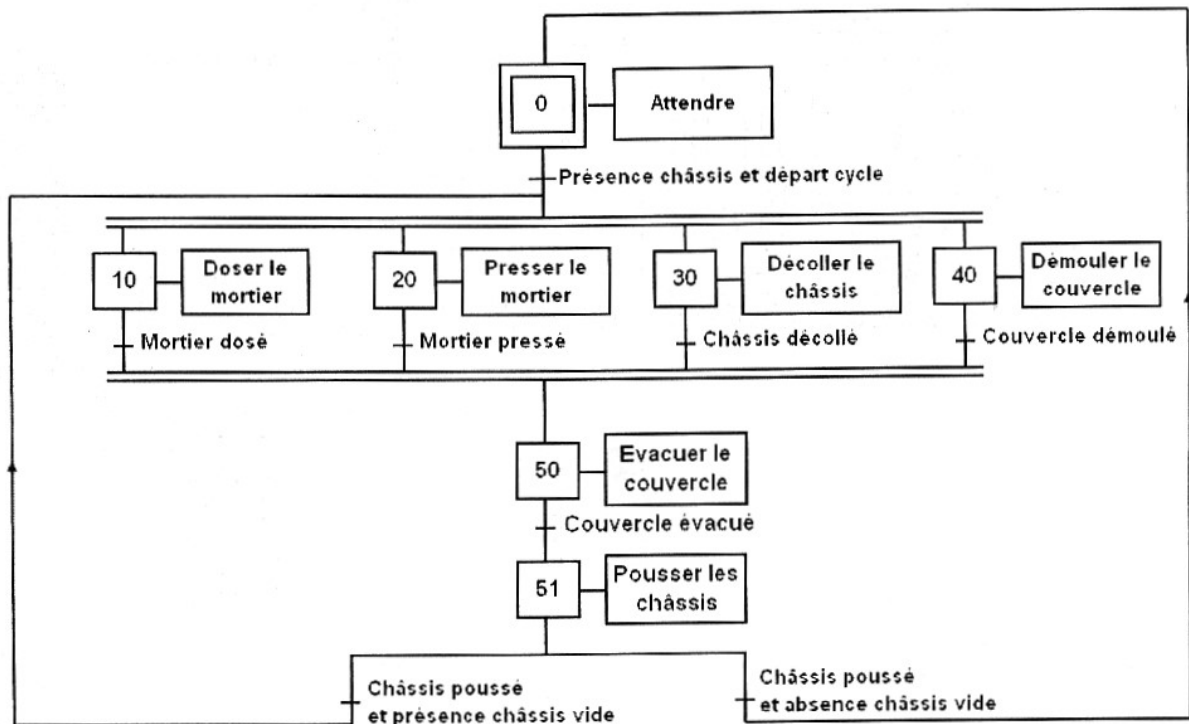 0
Attendre
Présence châssis et départ cycle
10
Doser le
mortier
20
Presser le
mortier
30
Décoller le
châssis
40
Démouler le
couvercle
Mortier dosé
Mortier pressé
Châssis décollé
Couvercle démoulé
50
Evacuer le
couvercle
Couvercle évacué
51
Pousser les
châssis
Châssis poussé
et présence châssis vide
Châssis poussé
et absence châssis vide